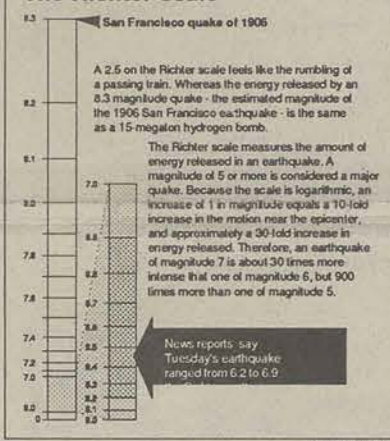 8.3
San Francisco quake of 1906
A 2.5 on the Richter scale feels like the rumbling of
a passing train. Whereas the energy released by an
8.3 magnitude quake - the estimated magnitude of
the 1906 San Francisco earthquake - is the same
as a 15-megaton hydrogen bomb.
The Richter scale measures the amount of
energy released in an earthquake. A
magnitude of 5 or more is considered a major
quake. Because the scale is logarithmic, an
increase of 1 in magnitude equals a 10-fold
increase in the motion near the epicenter,
and approximately a 30-fold increase in
energy released. Therefore, an earthquake
of magnitude 7 is about 30 times more
intense that one of magnitude 6, but 900
times more than one of magnitude 5.
8.2
8.1
8.0
7.8
7.6
7.4
7.2
7.0
6.0
0
7.0
6.9
6.8
6.7
6.6
6.5
6.4
6.3
6.2
6.1
6.0
News reports say
Tuesday's earthquake
ranged from 6.2 to 6.9